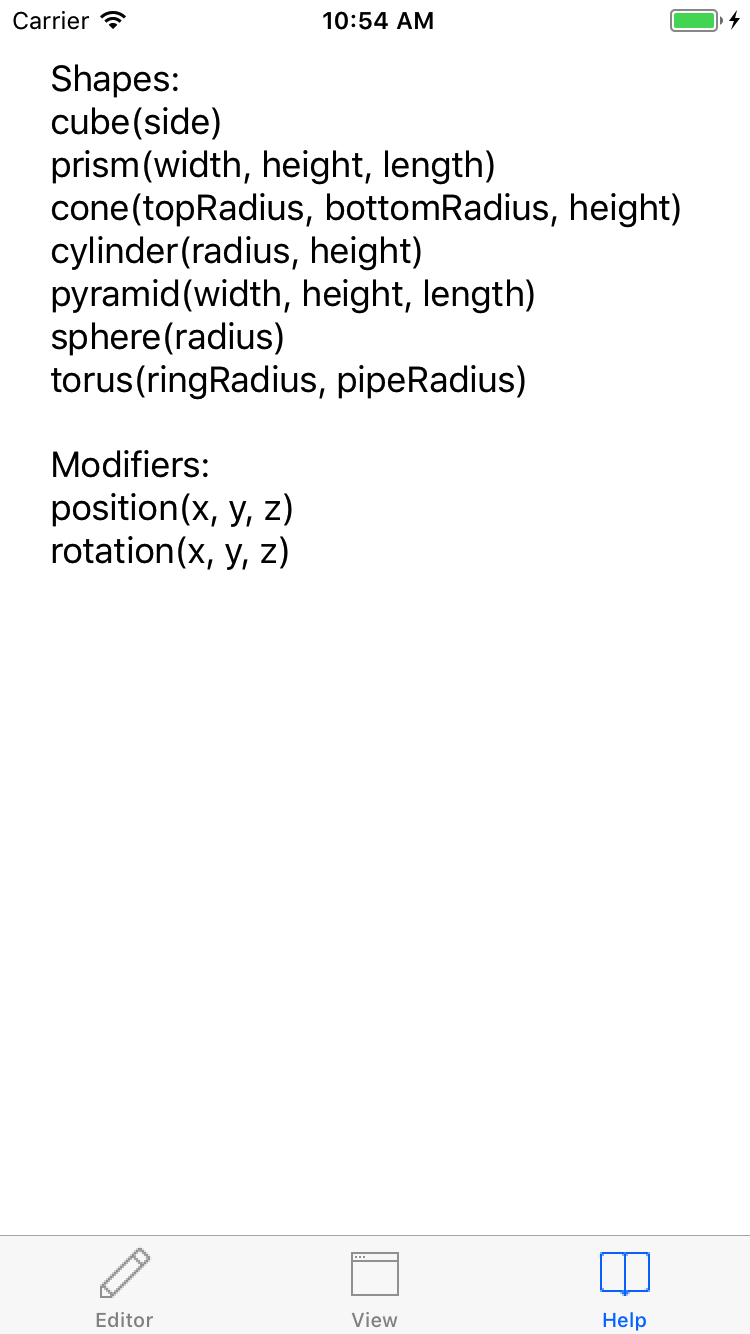 Carrier 10:54 AM
Shapes:
cube(side)
prism(width, height, length)
cone(topRadius, bottomRadius, height)
cylinder(radius, height)
pyramid(width, height, length)
sphere(radius)
torus(ringRadius, pipeRadius)
Modifiers:
position(x, y, z)
rotation(x, y, z)
Editor View Help